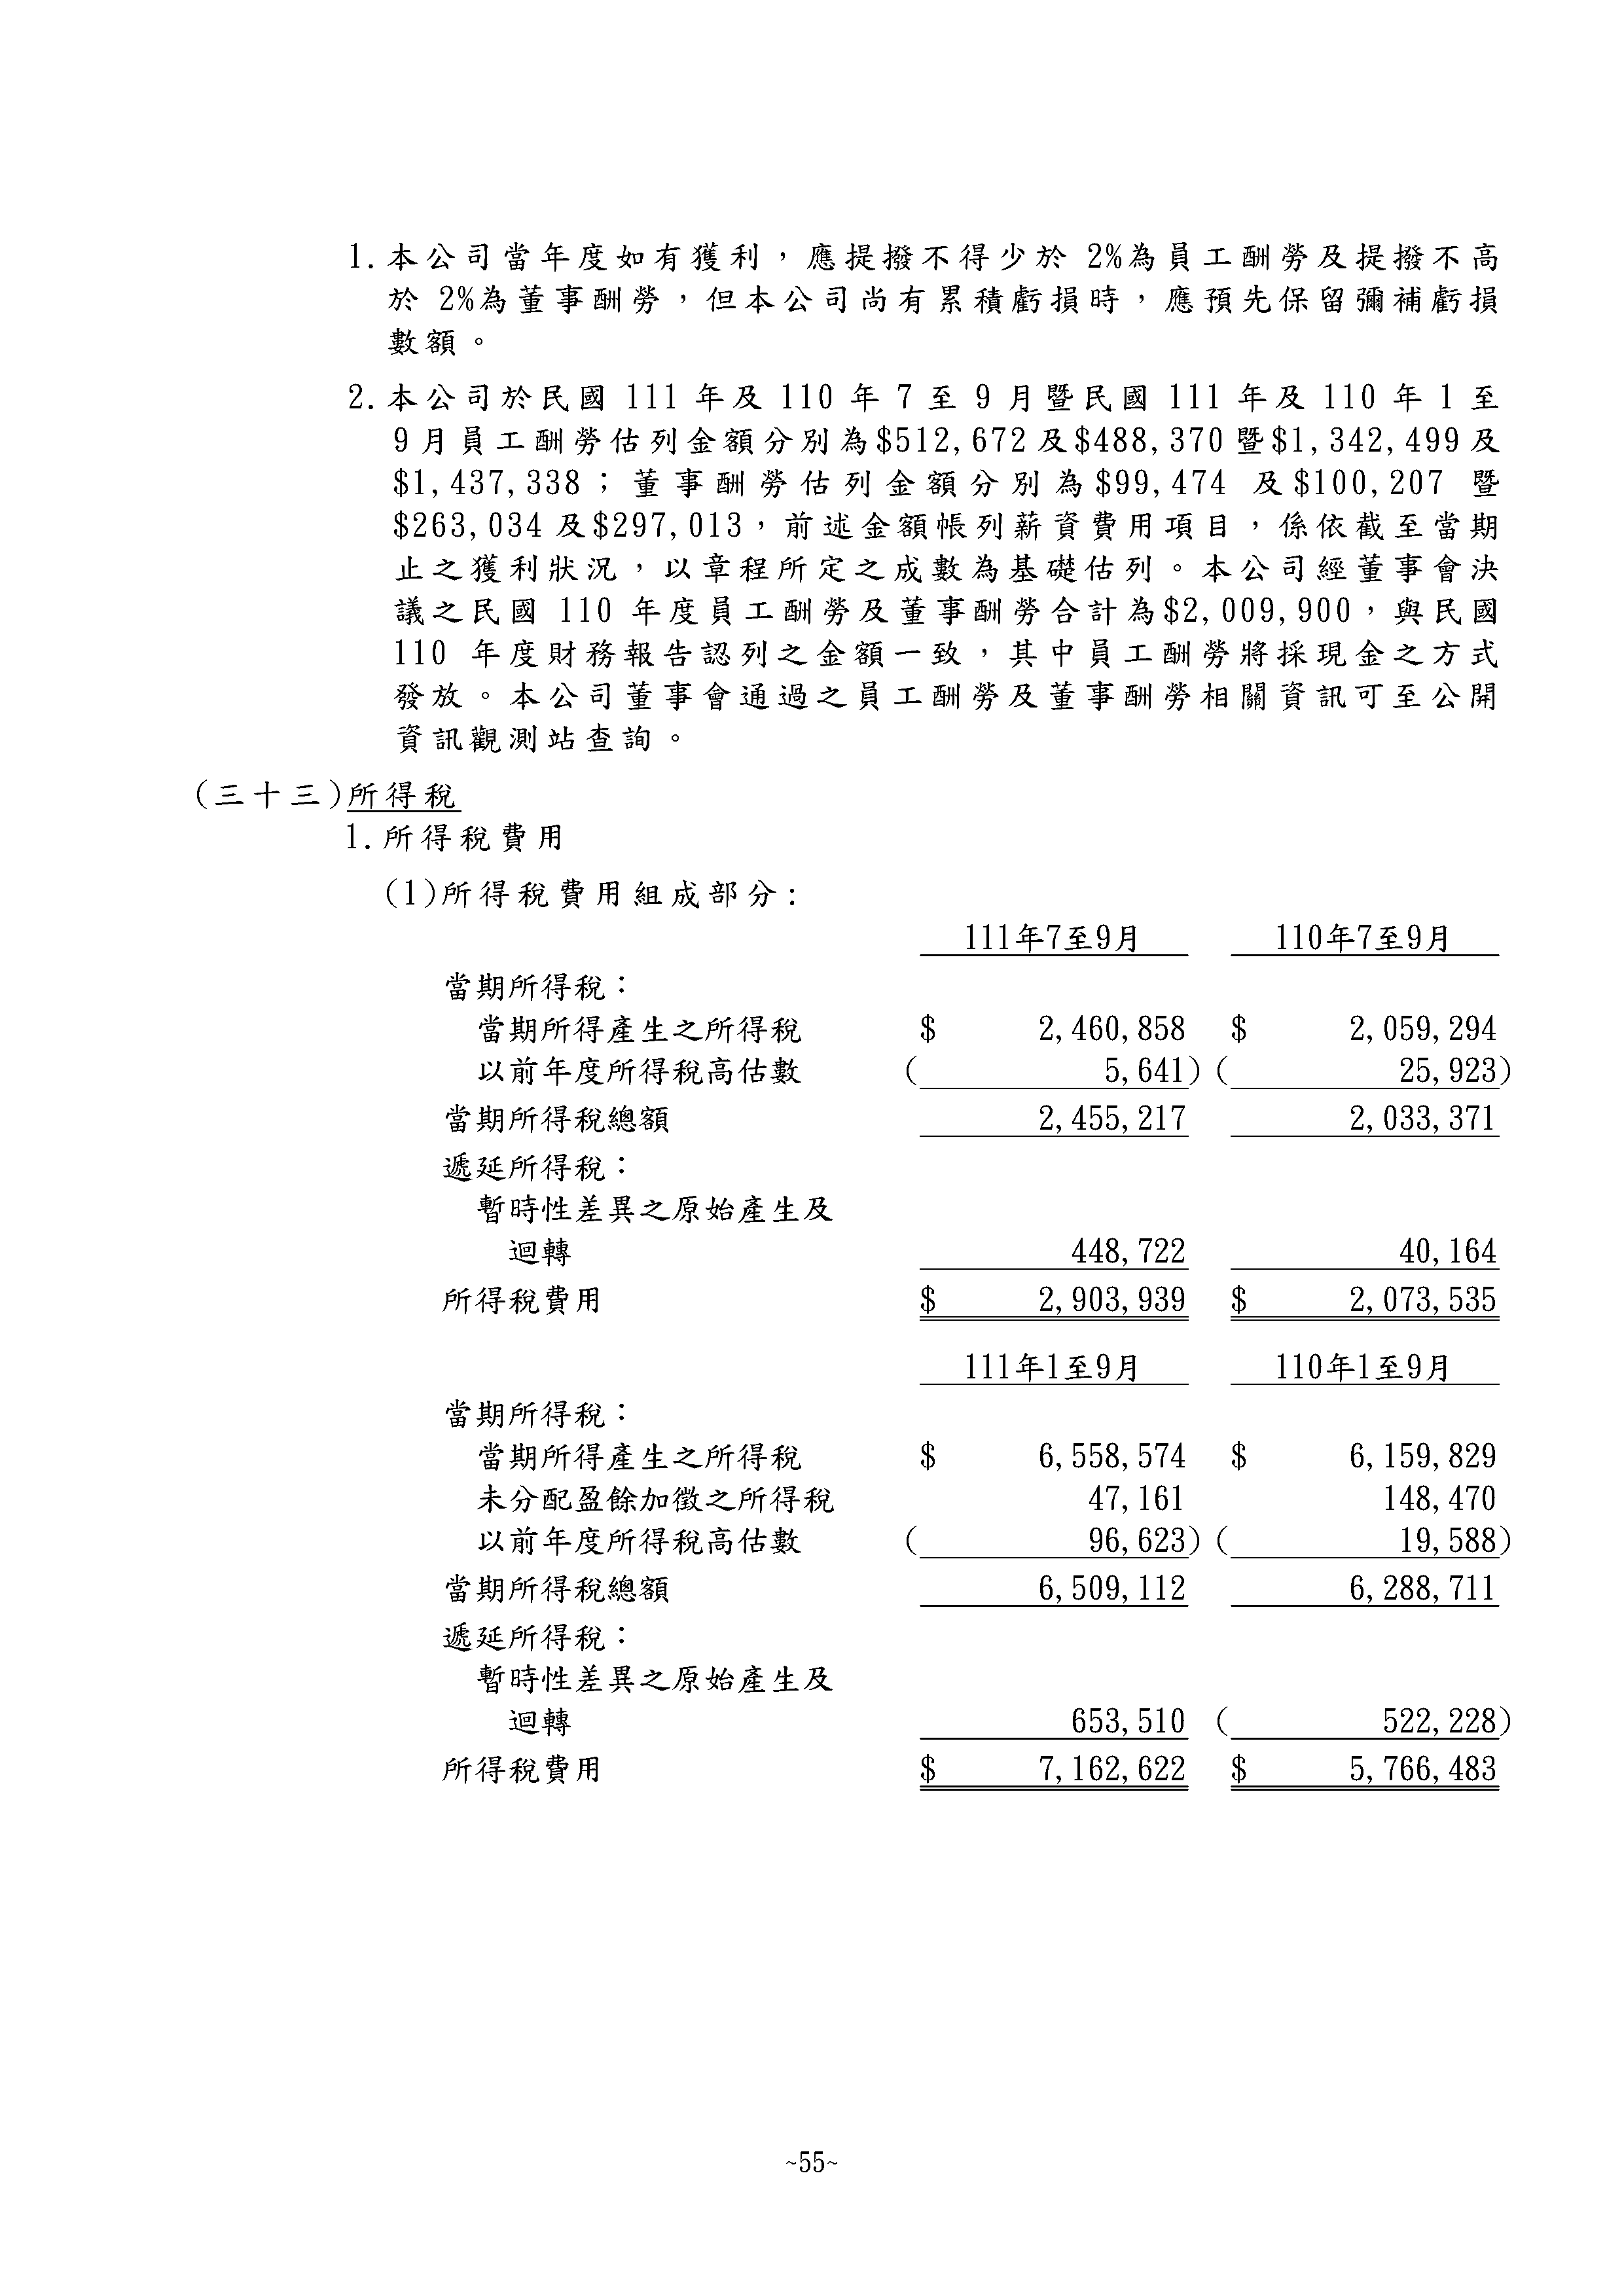 1.本公司當年度如有獲利，應提撥不得少於 2%為員工酬勞及提撥不高
於 2%為董事酬勞，但本公司尚有累積虧損時，應預先保留彌補虧損
數額。
2.本公司於民國 111 年及 110 年 7 至 9 月暨民國 111 年及 110 年 1 至
9 月員工酬勞估列金額分別為$512,672 及$488,370 暨$1,342,499 及
$1,437,338；董事酬勞估列金額分別為$99,474 及$100,207 暨
$263,034 及$297,013，前述金額帳列薪資費用項目，係依截至當期
止之獲利狀況，以章程所定之成數為基礎估列。本公司經董事會決
議之民國 110 年度員工酬勞及董事酬勞合計為$2,009,900，與民國
110 年度財務報告認列之金額一致，其中員工酬勞將採現金之方式
發放。本公司董事會通過之員工酬勞及董事酬勞相關資訊可至公開
資訊觀測站查詢。
(三十三)所得稅
1.所得稅費用
(1)所得稅費用組成部分:
111年7至9月 110年7至9月
當期所得稅：
當期所得產生之所得稅 $ 2,460,858 $ 2,059,294
以前年度所得稅高估數 ( 5,641) ( 25,923)
當期所得稅總額 2,455,217 2,033,371
遞延所得稅：
暫時性差異之原始產生及
迴轉 448,722 40,164
所得稅費用 $ 2,903,939 $ 2,073,535
111年1至9月 110年1至9月
當期所得稅：
當期所得產生之所得稅 $ 6,558,574 $ 6,159,829
未分配盈餘加徵之所得稅 47,161 148,470
以前年度所得稅高估數 ( 96,623) ( 19,588)
當期所得稅總額 6,509,112 6,288,711
遞延所得稅：
暫時性差異之原始產生及
迴轉 653,510 ( 522,228)
所得稅費用 $ 7,162,622 $ 5,766,483
~55~